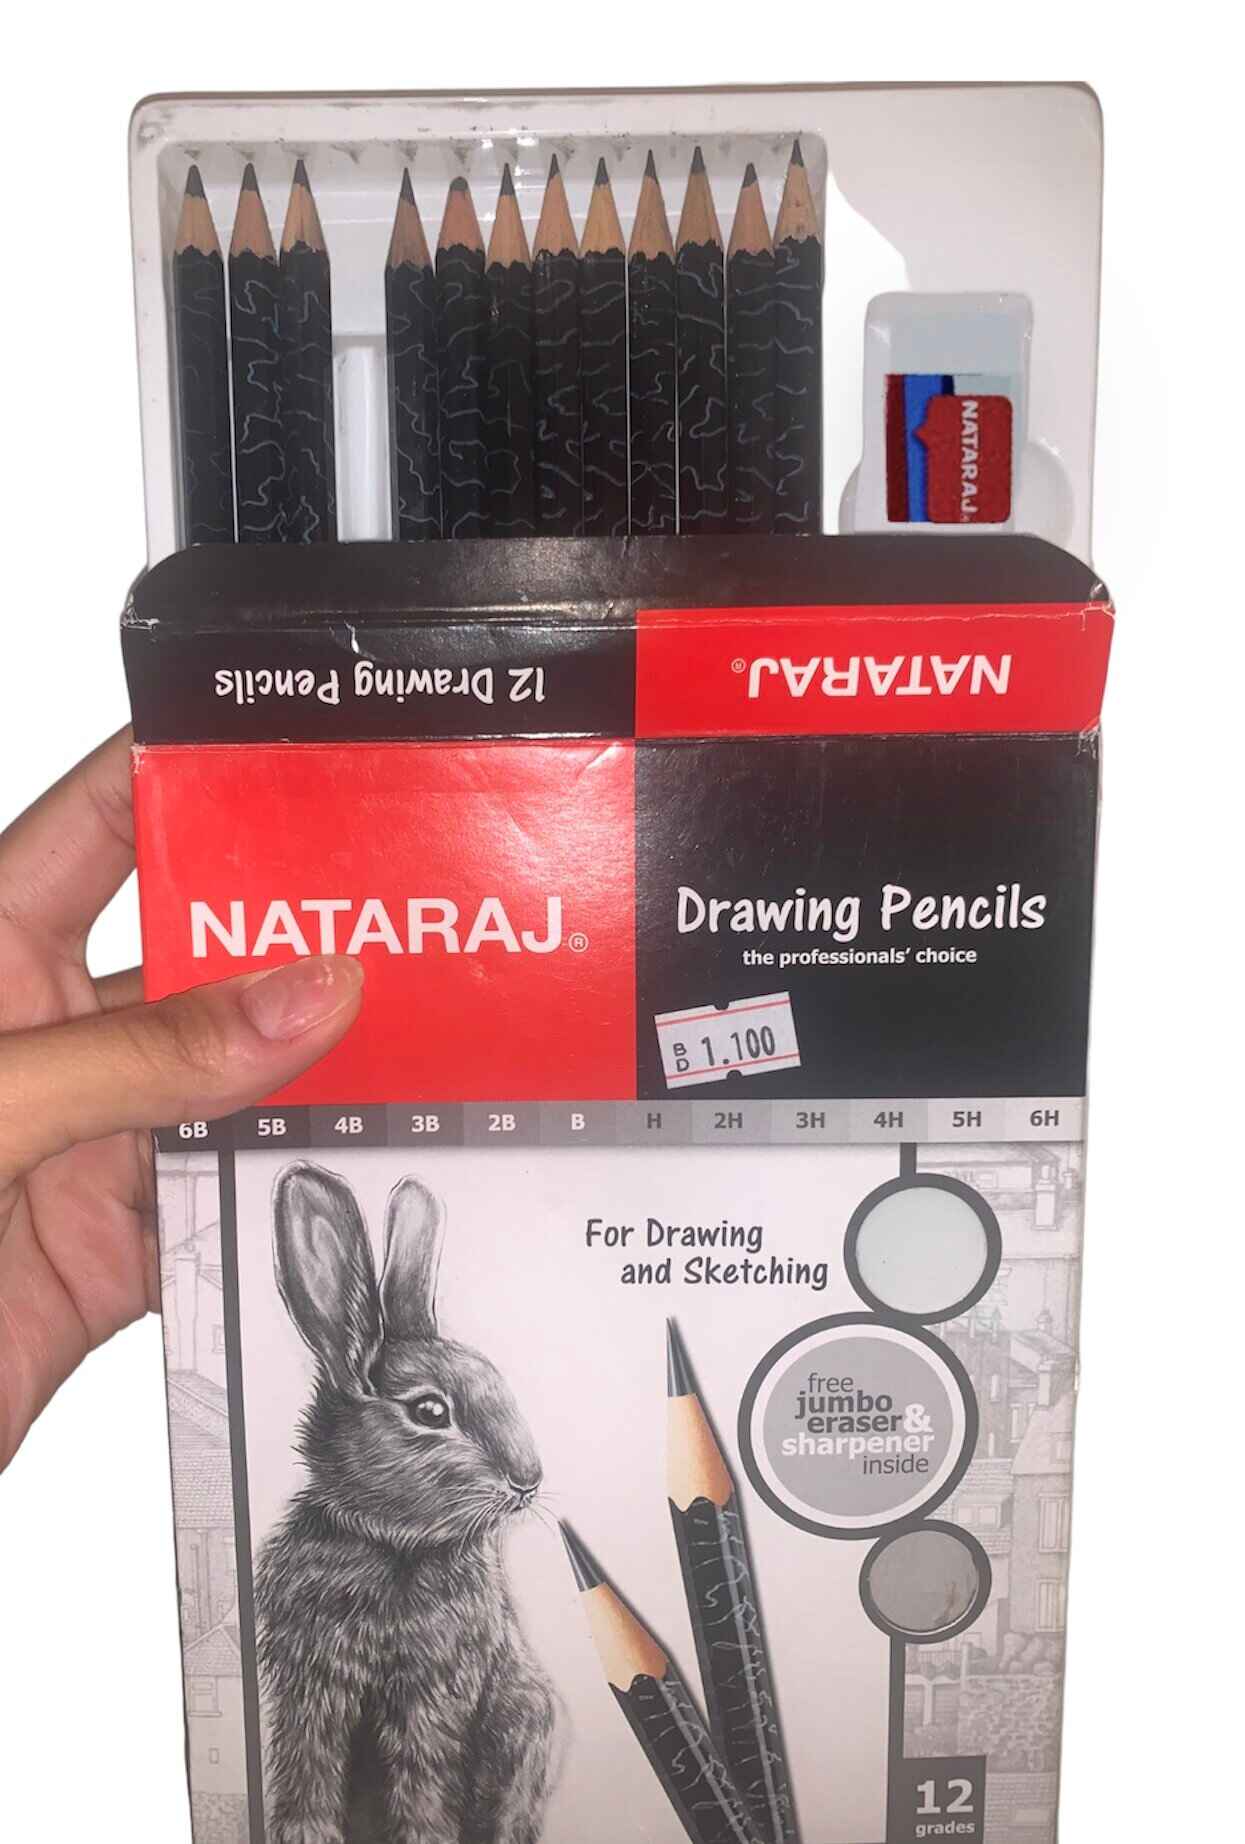 NATARAJ®
12 Drawing Pencils
NATARAJ®
NATARAJ®
Drawing Pencils
the professionals' choice
BD 1.100
6B 5B 4B 3B 2B B H 2H 3H 4H 5H 6H
For Drawing
and Sketching
free
jumbo
eraser &
sharpener
inside
12
grades